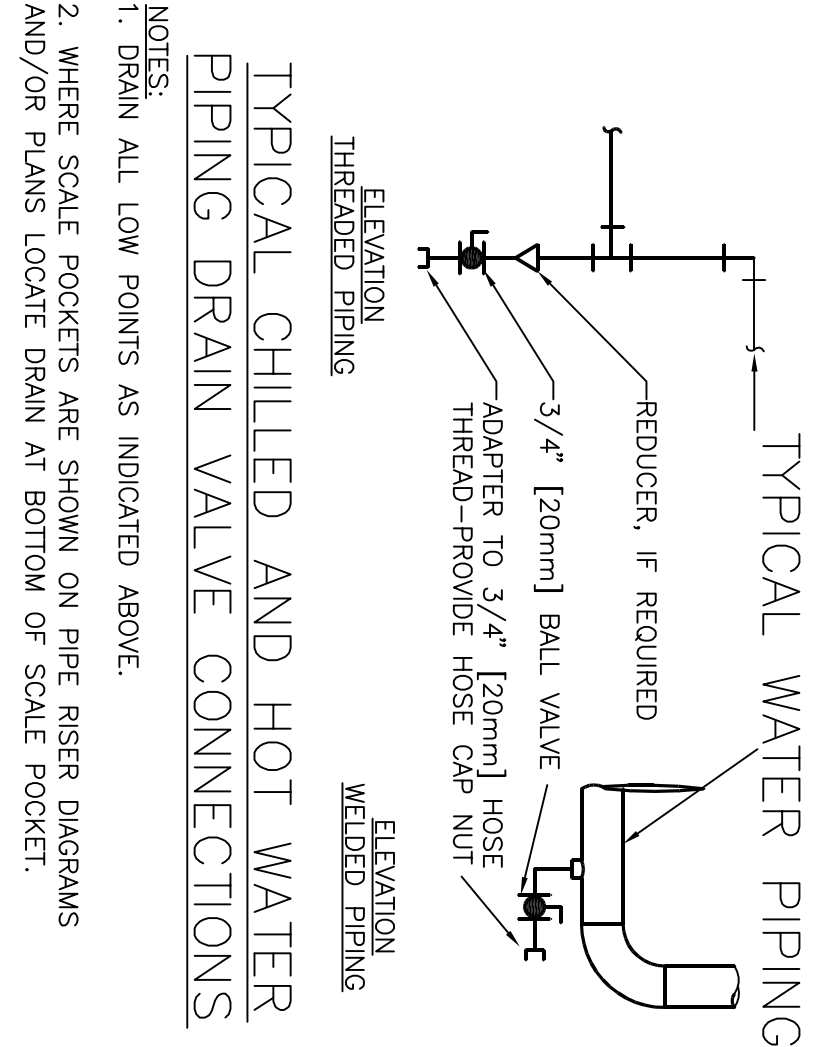 TYPICAL WATER PIPING
REDUCER, IF REQUIRED
3/4" [20mm] BALL VALVE
ADAPTER TO 3/4" [20mm] HOSE
THREAD-PROVIDE HOSE CAP NUT
ELEVATION
THREADED PIPING
ELEVATION
WELDED PIPING
TYPICAL CHILLED AND HOT WATER
PIPING DRAIN VALVE CONNECTIONS
NOTES:
1. DRAIN ALL LOW POINTS AS INDICATED ABOVE.
2. WHERE SCALE POCKETS ARE SHOWN ON PIPE RISER DIAGRAMS
AND/OR PLANS LOCATE DRAIN AT BOTTOM OF SCALE POCKET.